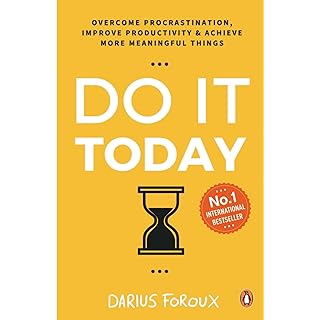 OVERCOME PROCRASTINATION,
IMPROVE PRODUCTIVITY & ACHIEVE
MORE MEANINGFUL THINGS
DO IT
TODAY
No.1
INTERNATIONAL
BESTSELLER
DARIUS FOROUX